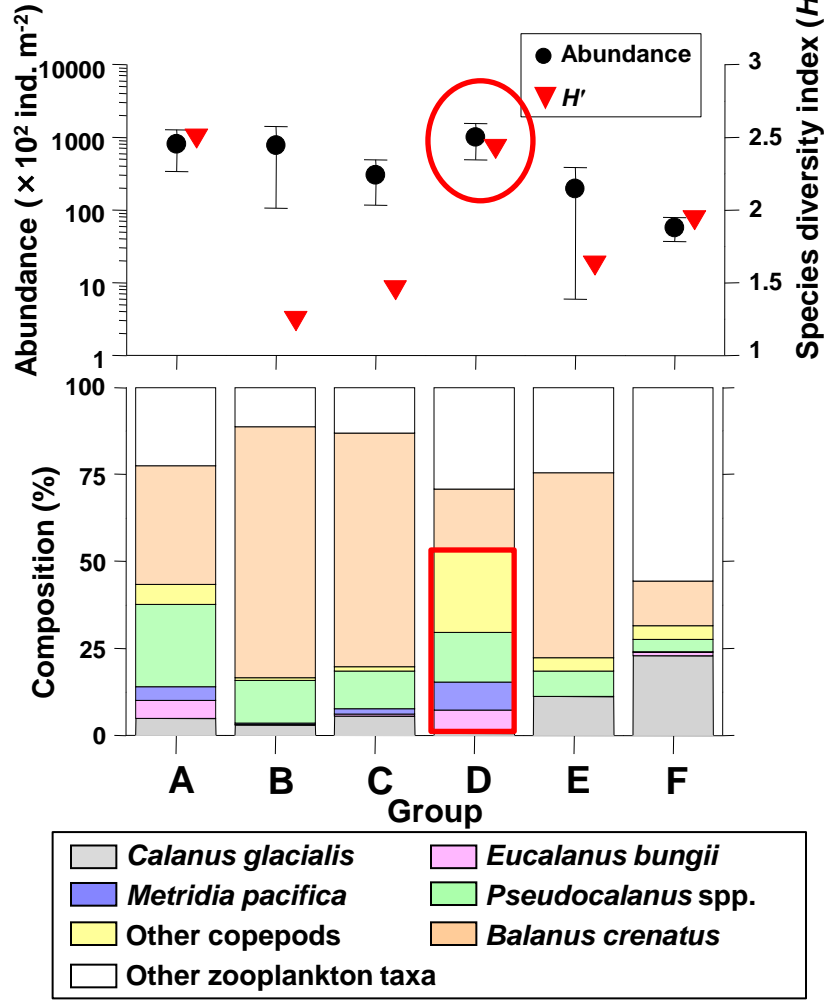 Abundance
H'
Abundance (×10² ind. m⁻²)
10000
1000
100
10
1
3
2.5
2
1.5
1
Species diversity index (H
Composition (%)
100
75
50
25
0
A B C D E F
Group
Calanus glacialis
Eucalanus bungii
Metridia pacifica
Pseudocalanus spp.
Other copepods
Balanus crenatus
Other zooplankton taxa